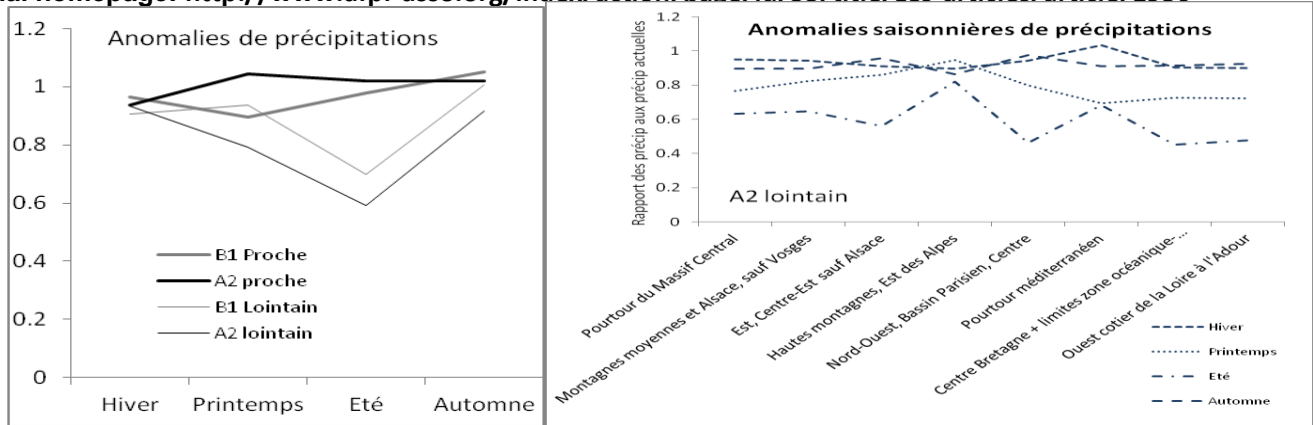 Anomalies de précipitations
1.2
1
0.8
0.6
0.4
0.2
0
B1 Proche
A2 proche
B1 Lointain
A2 lointain
Hiver Printemps Eté Automne
Anomalies saisonnières de précipitations
Rapport des précip aux précip actuelles
1.2
1
0.8
0.6
0.4
0.2
0
A2 lointain
Pourtour du Massif Central
Montagnes moyennes et Alsace, sauf Vosges
Est, Centre-Est sauf Alsace
Hautes montagnes, Est des Alpes
Nord-Ouest, Bassin Parisien, Centre
Pourtour méditerranéen
Centre Bretagne + limites zone océanique-...
Ouest cotier de la Loire à l'Adour
Hiver
Printemps
Eté
Automne